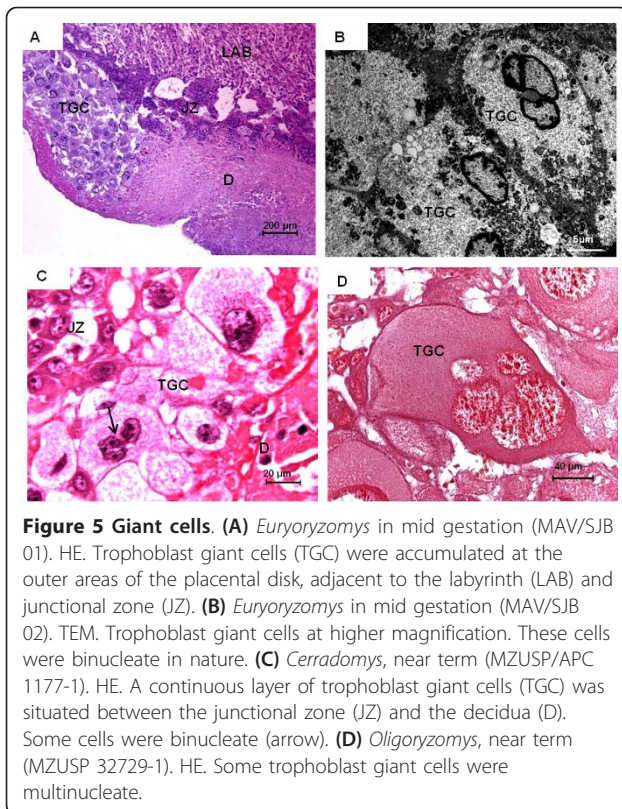 A
LAB
TGC
JZ
D
200 µm
B
TGC
TGC
5um
C
JZ
TGC
D
20 µm
D
TGC
40 µm
Figure 5 Giant cells. (A) Euryoryzomys in mid gestation (MAV/SJB
01). HE. Trophoblast giant cells (TGC) were accumulated at the
outer areas of the placental disk, adjacent to the labyrinth (LAB) and
junctional zone (JZ). (B) Euryoryzomys in mid gestation (MAV/SJB
02). TEM. Trophoblast giant cells at higher magnification. These cells
were binucleate in nature. (C) Cerradomys, near term (MZUSP/APC
1177-1). HE. A continuous layer of trophoblast giant cells (TGC) was
situated between the junctional zone (JZ) and the decidua (D).
Some cells were binucleate (arrow). (D) Oligoryzomys, near term
(MZUSP 32729-1). HE. Some trophoblast giant cells were
multinucleate.